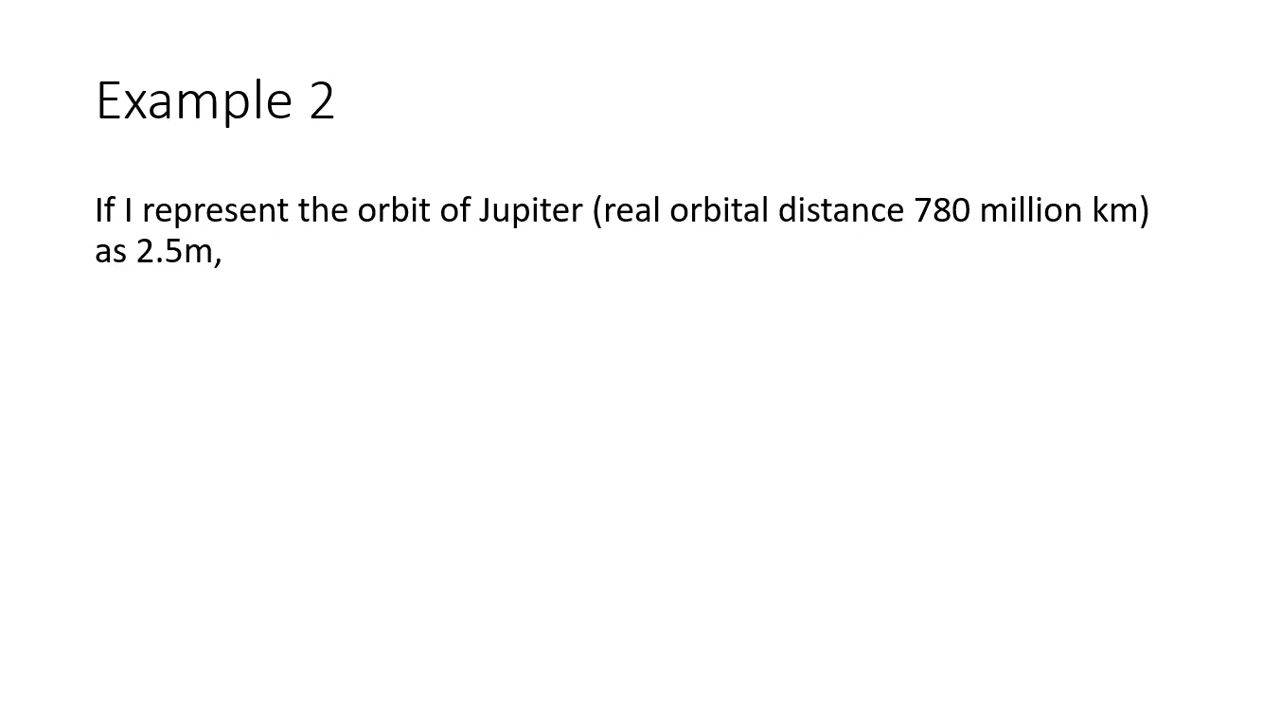 Example 2
If I represent the orbit of Jupiter (real orbital distance 780 million km)
as 2.5m,